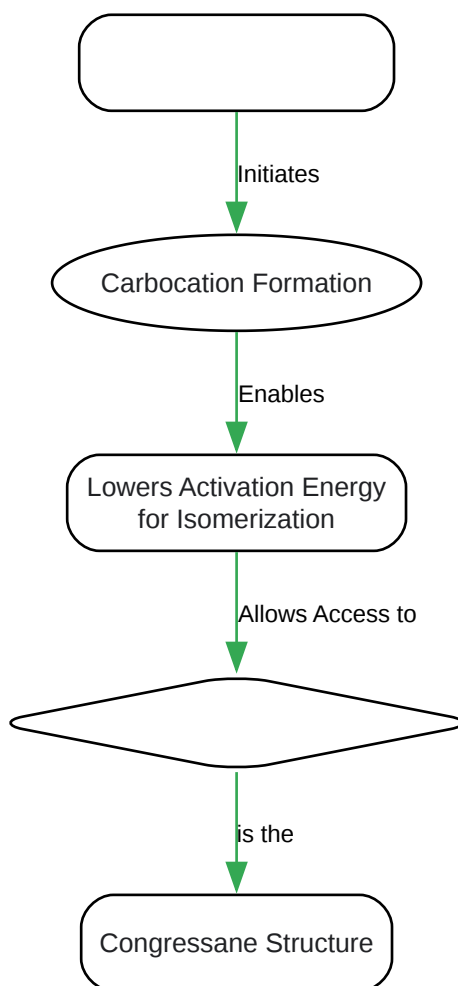 Initiates
Carbocation Formation
Enables
Lowers Activation Energy
for Isomerization
Allows Access to
is the
Congressane Structure